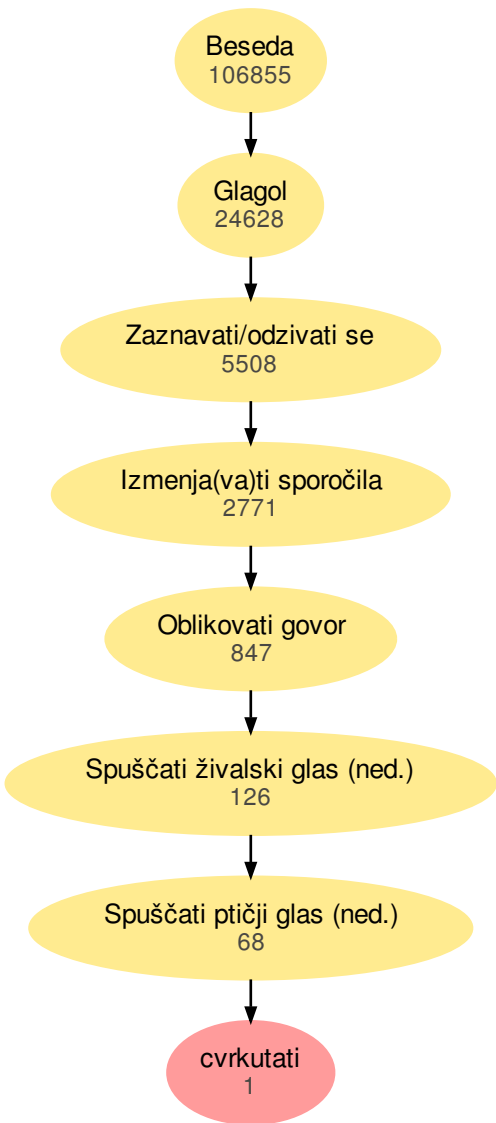 Beseda
106855
Glagol
24628
Zaznavati/odzivati se
5508
Izmenja(va)ti sporočila
2771
Oblikovati govor
847
Spuščati živalski glas (ned.)
126
Spuščati ptičji glas (ned.)
68
cvrkutati
1